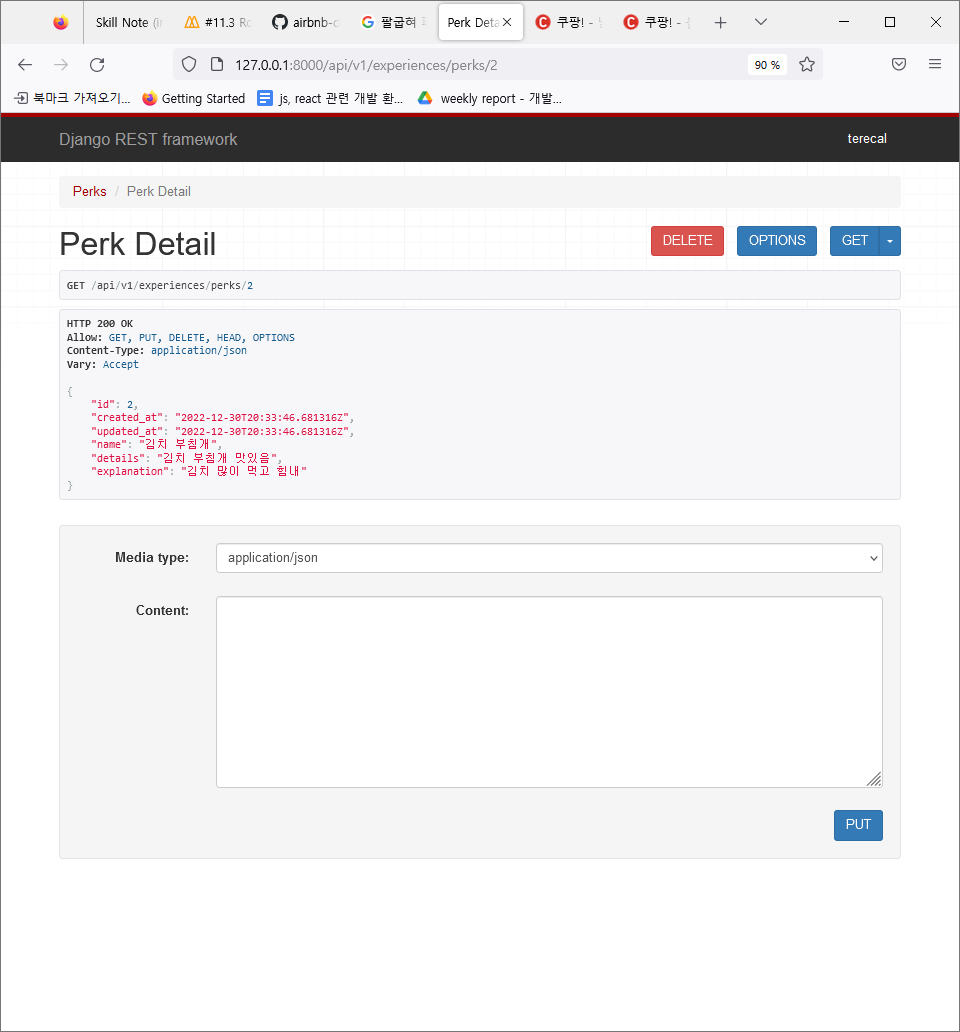 Skill Note (in
#11.3 Ro
airbnb-c
팔굽혀
Perk Deta
쿠팡! -
쿠팡! -
127.0.0.1:8000/api/v1/experiences/perks/2
90 %
북마크 가져오기...
Getting Started
js, react 관련 개발 환...
weekly report - 개발...
Django REST framework
terecal
Perks / Perk Detail
Perk Detail
DELETE
OPTIONS
GET
GET /api/v1/experiences/perks/2
HTTP 200 OK
Allow: GET, PUT, DELETE, HEAD, OPTIONS
Content-Type: application/json
Vary: Accept
{
"id": 2,
"created_at": "2022-12-30T20:33:46.681316Z",
"updated_at": "2022-12-30T20:33:46.681316Z",
"name": "김치 부침개",
"details": "김치 부침개 맛있음",
"explanation": "김치 많이 먹고 힘내"
}
Media type:
application/json
Content:
PUT